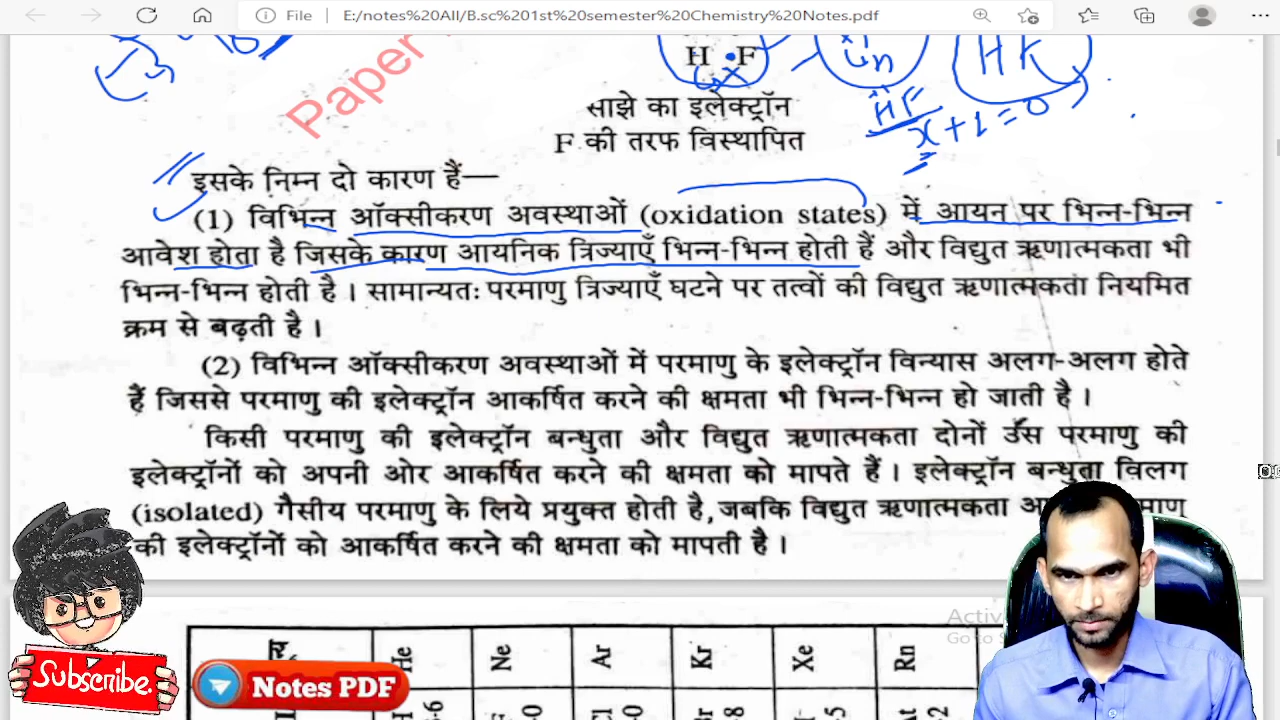 File E:/notes%20All/B.sc%201st%20semester%20Chemistry%20Notes.pdf
Paper
H F
H F
साझे का इलेक्ट्रॉन
HF
F की तरफ विस्थापित
x + 1 = 0
इसके निम्न दो कारण हैं—
(1) विभिन्न ऑक्सीकरण अवस्थाओं (oxidation states) में आयन पर भिन्न-भिन्न
आवेश होता है जिसके कारण आयनिक त्रिज्याएँ भिन्न-भिन्न होती हैं और विद्युत ऋणात्मकता भी
भिन्न-भिन्न होती है । सामान्यतः परमाणु त्रिज्याएँ घटने पर तत्वों की विद्युत ऋणात्मकता नियमित
क्रम से बढ़ती है ।
(2) विभिन्न ऑक्सीकरण अवस्थाओं में परमाणु के इलेक्ट्रॉन विन्यास अलग-अलग होते
हैं जिससे परमाणु की इलेक्ट्रॉन आकर्षित करने की क्षमता भी भिन्न-भिन्न हो जाती है ।
किसी परमाणु की इलेक्ट्रॉन बन्धुता और विद्युत ऋणात्मकता दोनों उस परमाणु की
इलेक्ट्रॉनों को अपनी ओर आकर्षित करने की क्षमता को मापते हैं । इलेक्ट्रॉन बन्धुता विलग
(isolated) गैसीय परमाणु के लिये प्रयुक्त होती है, जबकि विद्युत ऋणात्मकता
की इलेक्ट्रॉनों को आकर्षित करने की क्षमता को मापती है ।
He Ne Ar Kr Xe Rn
Subscribe.
Notes PDF